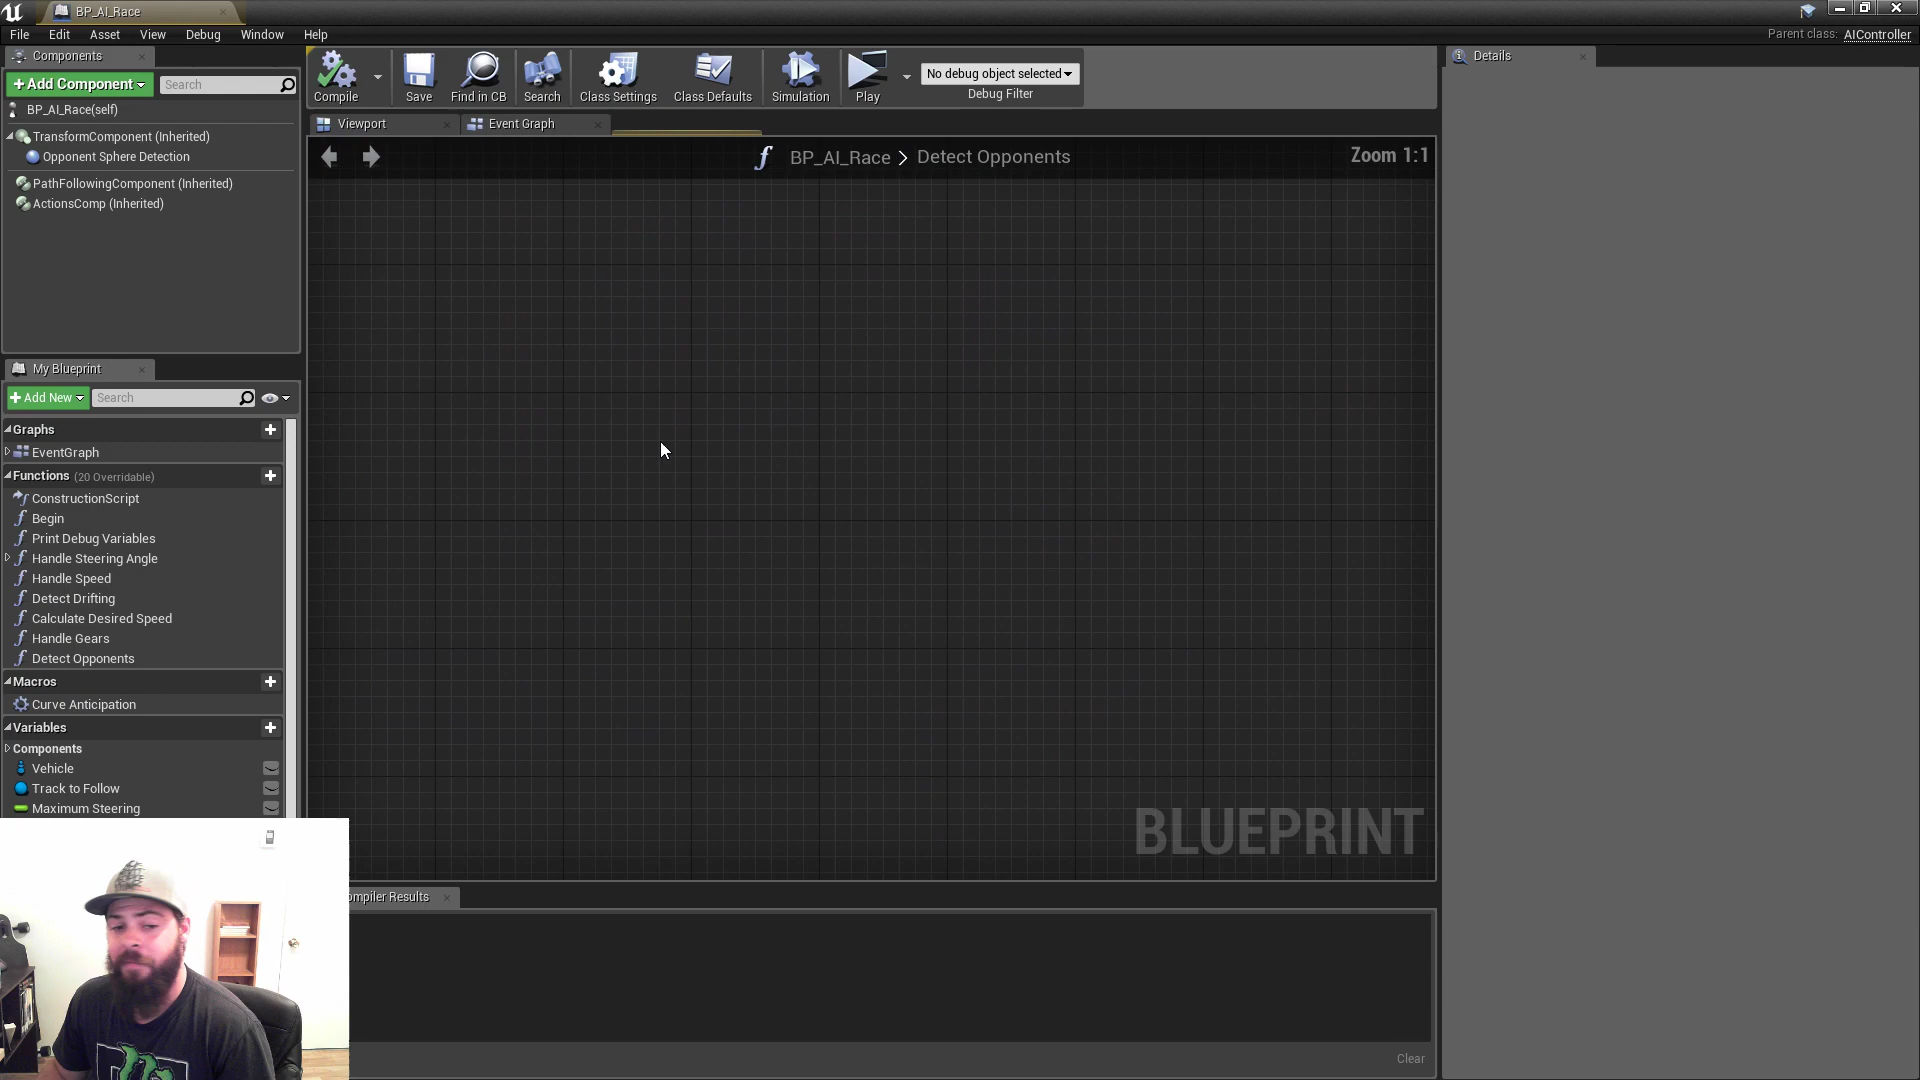 BP_AI_Race
File Edit Asset View Debug Window Help
Parent class: AIController
Components
+ Add Component
Search
BP_AI_Race(self)
TransformComponent (Inherited)
Opponent Sphere Detection
PathFollowingComponent (Inherited)
ActionsComp (Inherited)
Compile
Save
Find in CB
Search
Class Settings
Class Defaults
Simulation
Play
No debug object selected
Debug Filter
Viewport
Event Graph
BP_AI_Race > Detect Opponents
Zoom 1:1
BLUEPRINT
My Blueprint
+ Add New
Search
Graphs
EventGraph
Functions (20 Overridable)
ConstructionScript
Begin
Print Debug Variables
Handle Steering Angle
Handle Speed
Detect Drifting
Calculate Desired Speed
Handle Gears
Detect Opponents
Macros
Curve Anticipation
Variables
Components
Vehicle
Track to Follow
Maximum Steering
ompiler Results
Clear
Details